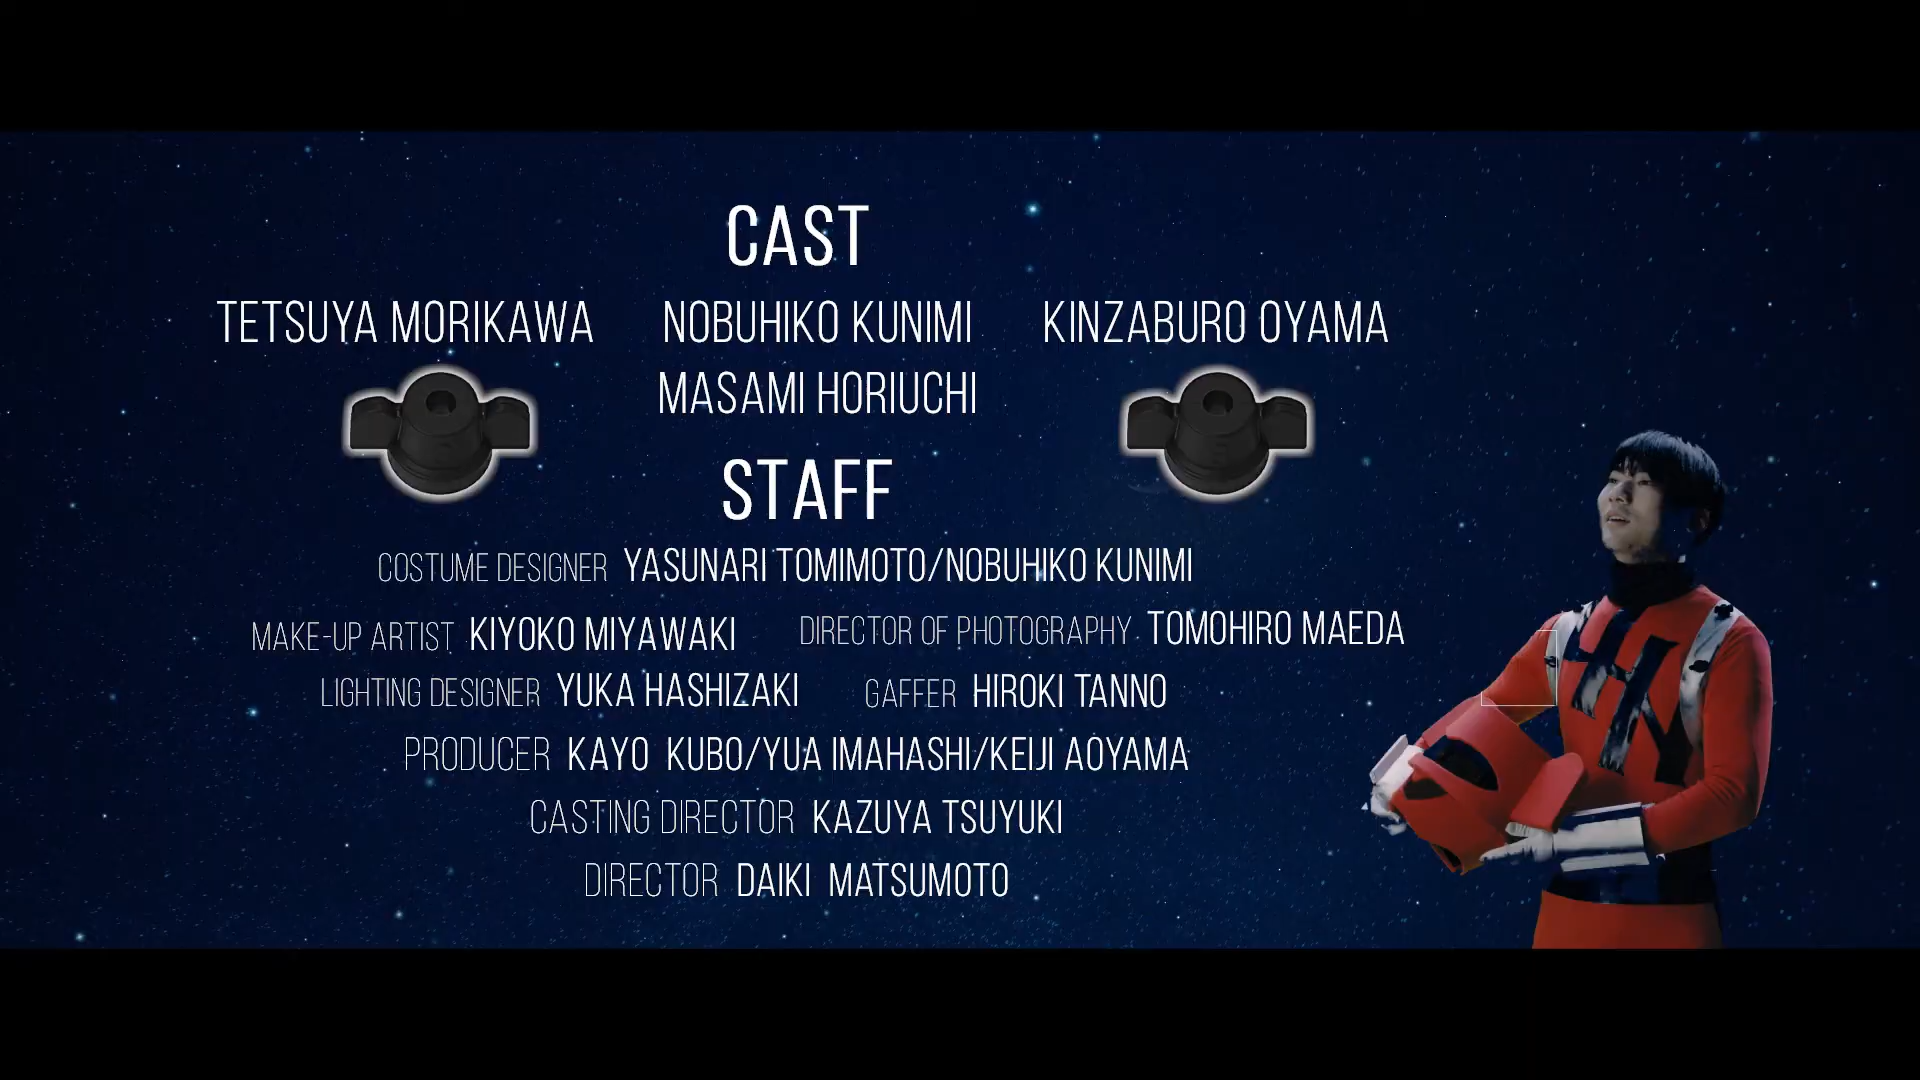 CAST
TETSUYA MORIKAWA NOBUHIKO KUNIMI KINZABURO OYAMA
MASAMI HORIUCHI
STAFF
COSTUME DESIGNER YASUNARI TOMIMOTO/NOBUHIKO KUNIMI
MAKE-UP ARTIST KIYOKO MIYAWAKI DIRECTOR OF PHOTOGRAPHY TOMOHIRO MAEDA
LIGHTING DESIGNER YUKA HASHIZAKI GAFFER HIROKI TANNO
PRODUCER KAYO KUBO/YUA IMAHASHI/KEIJI AOYAMA
CASTING DIRECTOR KAZUYA TSUYUKI
DIRECTOR DAIKI MATSUMOTO